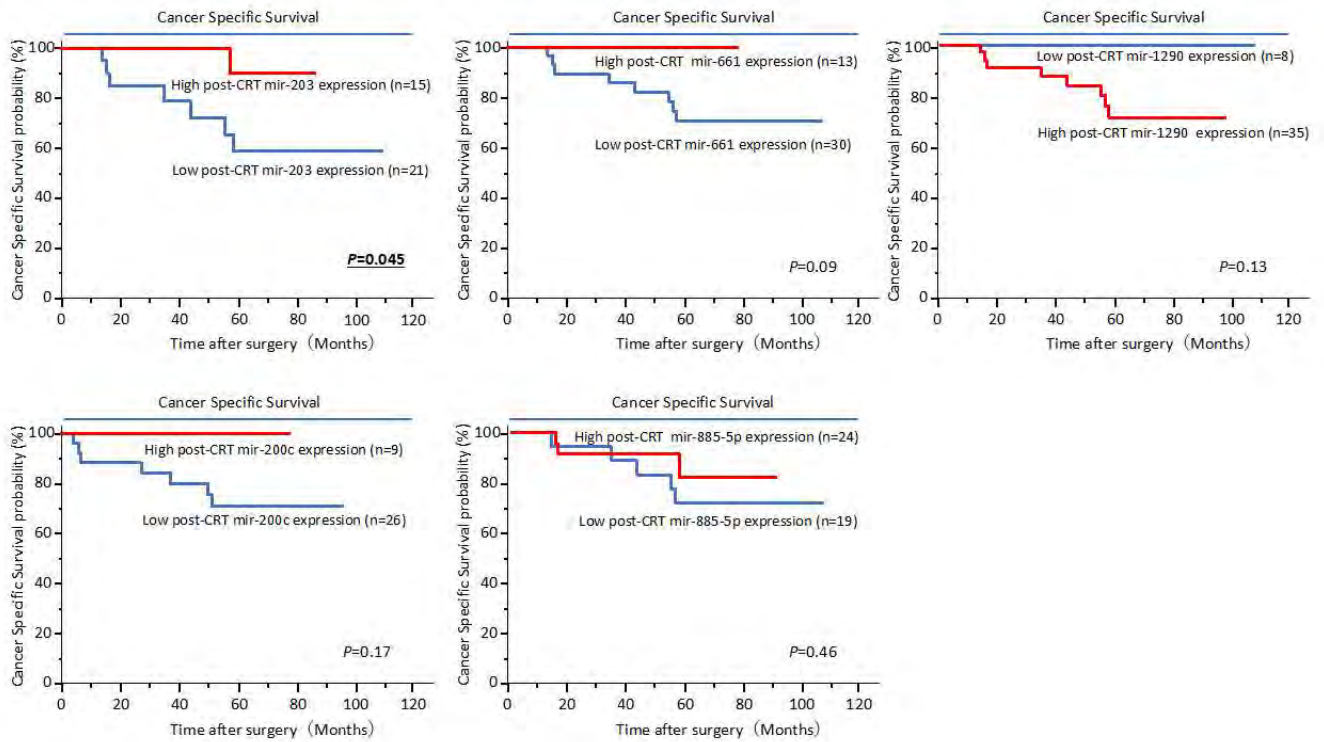 Cancer Specific Survival
Cancer Specific Survival probability (%)
100
80
60
40
20
0
High post-CRT mir-203 expression (n=15)
Low post-CRT mir-203 expression (n=21)
P=0.045
0 20 40 60 80 100 120
Time after surgery (Months)
Cancer Specific Survival
Cancer Specific Survival probability (%)
100
80
60
40
20
0
High post-CRT mir-661 expression (n=13)
Low post-CRT mir-661 expression (n=30)
P=0.09
0 20 40 60 80 100 120
Time after surgery (Months)
Cancer Specific Survival
Cancer Specific Survival probability (%)
100
80
60
40
20
0
Low post-CRT mir-1290 expression (n=8)
High post-CRT mir-1290 expression (n=35)
P=0.13
0 20 40 60 80 100 120
Time after surgery (Months)
Cancer Specific Survival
Cancer Specific Survival probability (%)
100
80
60
40
20
0
High post-CRT mir-200c expression (n=9)
Low post-CRT mir-200c expression (n=26)
P=0.17
0 20 40 60 80 100 120
Time after surgery (Months)
Cancer Specific Survival
Cancer Specific Survival probability (%)
100
80
60
40
20
0
High post-CRT mir-885-5p expression (n=24)
Low post-CRT mir-885-5p expression (n=19)
P=0.46
0 20 40 60 80 100 120
Time after surgery (Months)